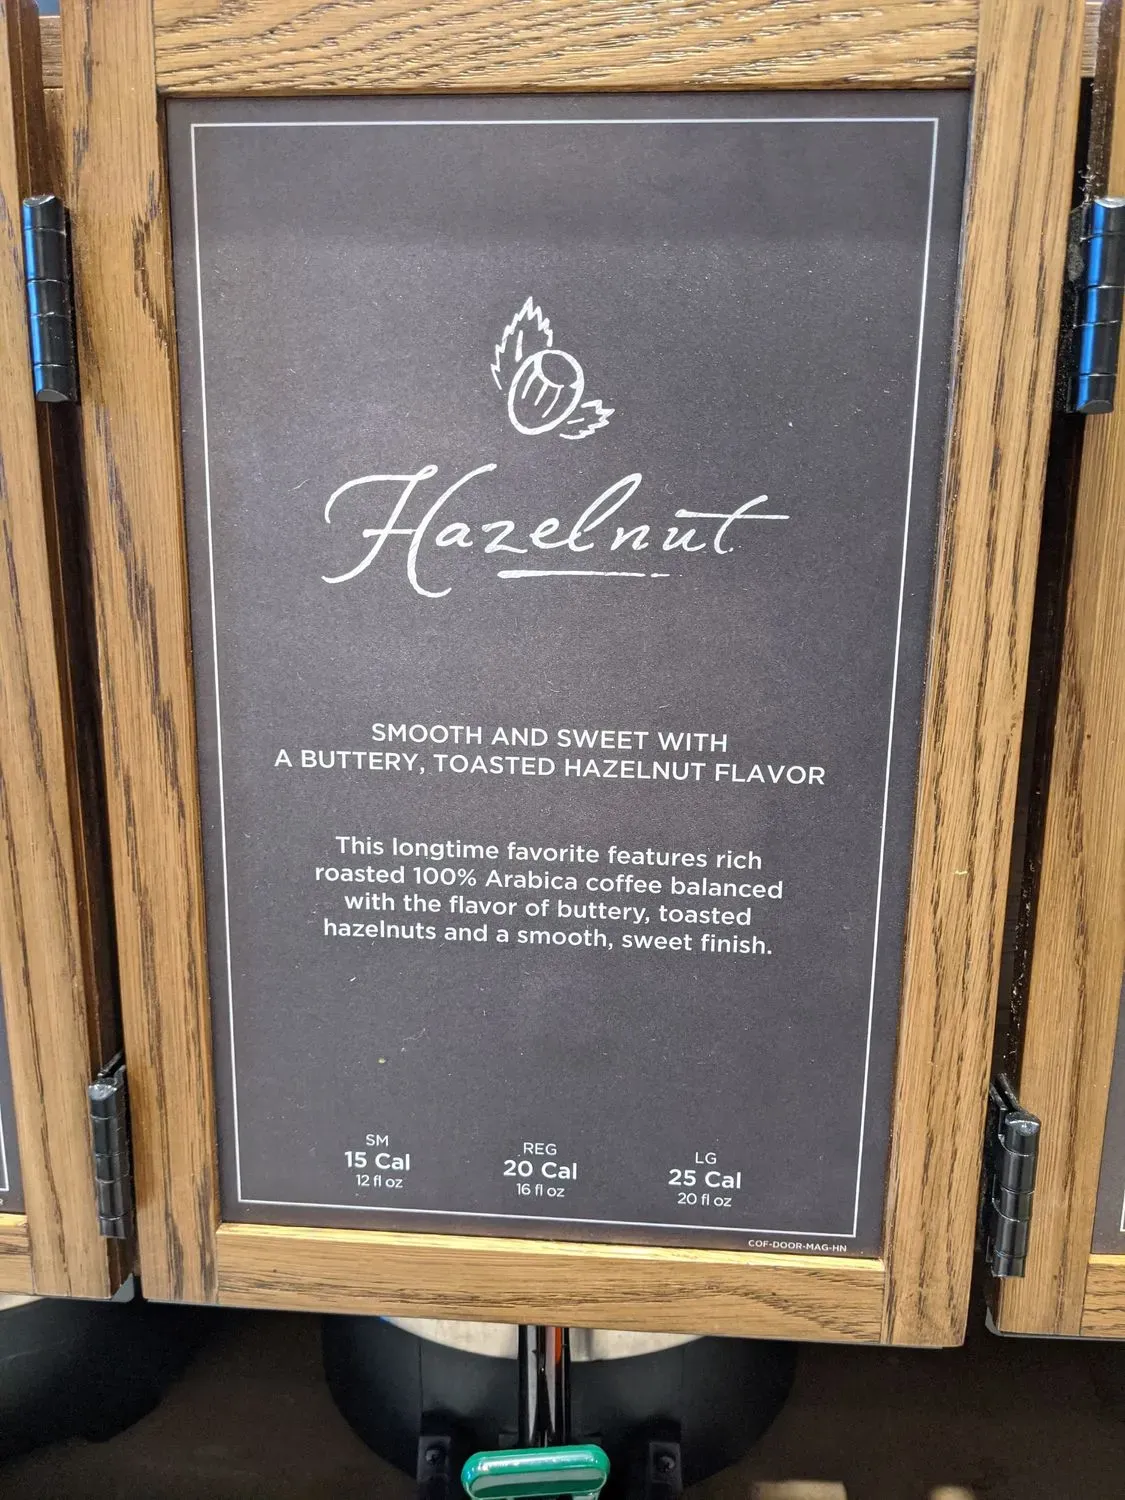 Hazelnut
SMOOTH AND SWEET WITH
A BUTTERY, TOASTED HAZELNUT FLAVOR
This longtime favorite features rich
roasted 100% Arabica coffee balanced
with the flavor of buttery, toasted
hazelnuts and a smooth, sweet finish.
SM
15 Cal
12 fl oz
REG
20 Cal
16 fl oz
LG
25 Cal
20 fl oz
COF-DOOR-MAG-HN